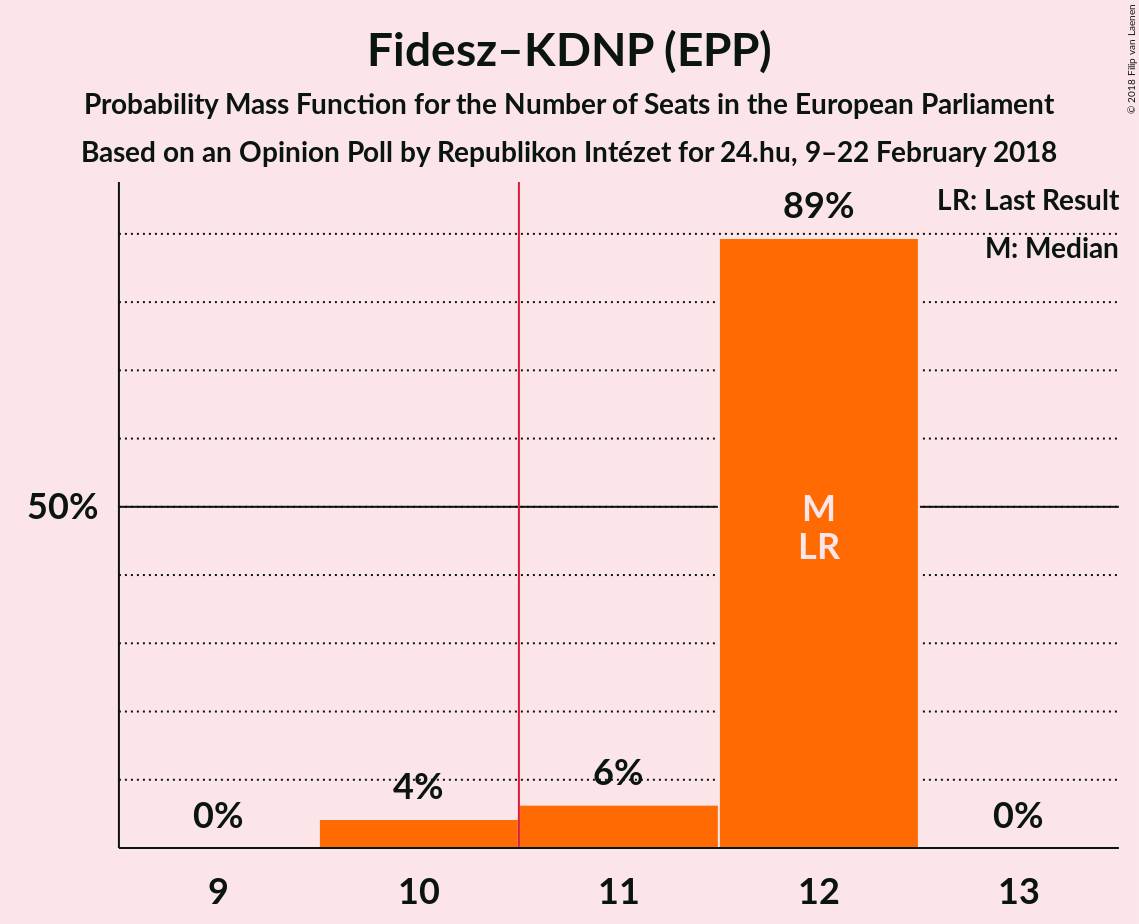 Fidesz–KDNP (EPP)
Probability Mass Function for the Number of Seats in the European Parliament
Based on an Opinion Poll by Republikon Intézet for 24.hu, 9–22 February 2018
© 2018 Filip van Laenen
LR: Last Result
M: Median
89%
50%
M
LR
0%
4%
6%
0%
9
10
11
12
13